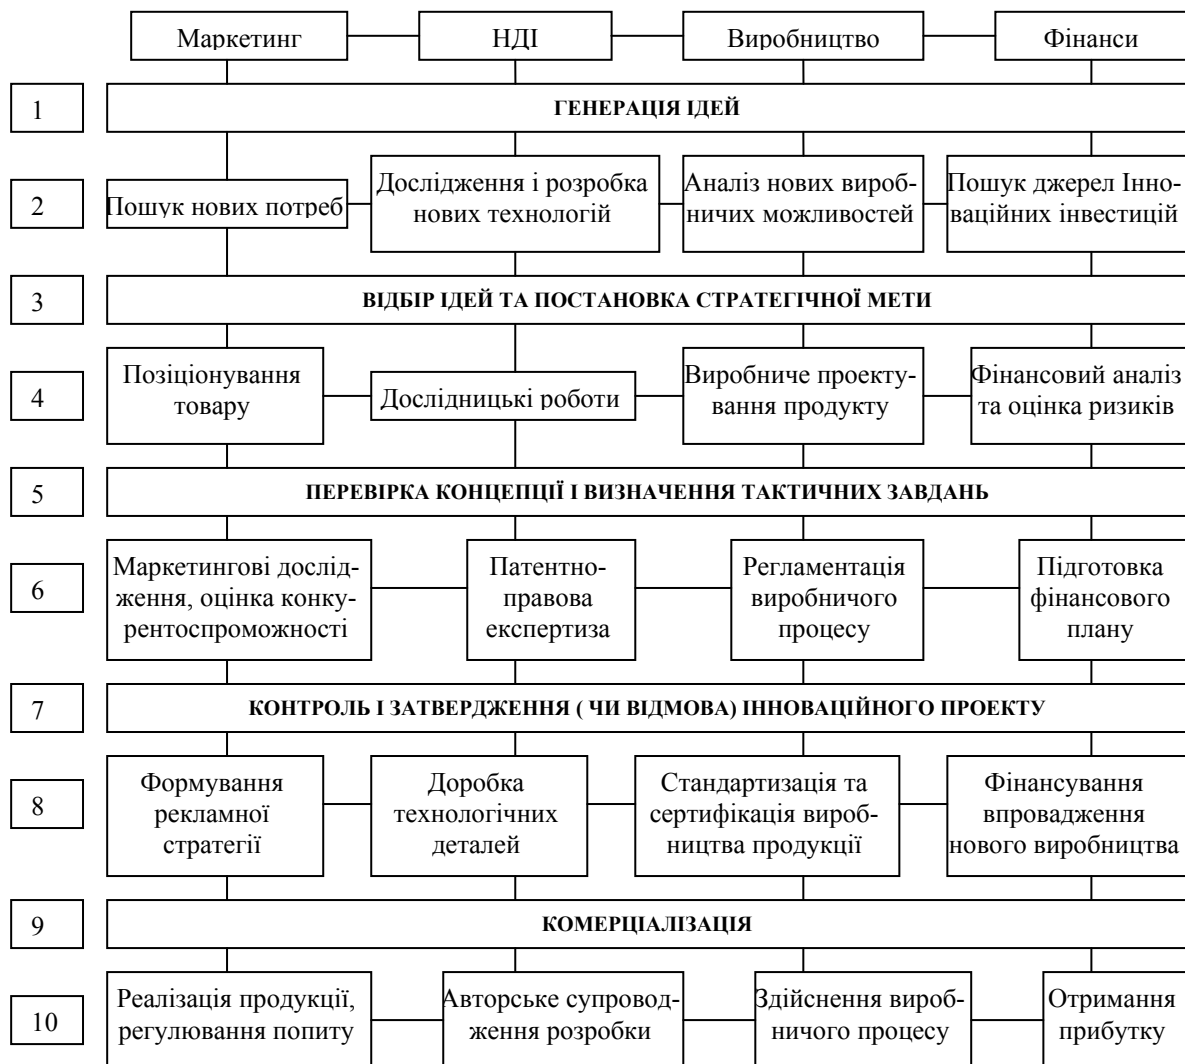 Маркетинг
НДІ
Виробництво
Фінанси
1
ГЕНЕРАЦІЯ ІДЕЙ
2
Пошук нових потреб
Дослідження і розробка
нових технологій
Аналіз нових вироб-
ничих можливостей
Пошук джерел Інно-
ваційних інвестицій
3
ВІДБІР ІДЕЙ ТА ПОСТАНОВКА СТРАТЕГІЧНОЇ МЕТИ
4
Позіціонування
товару
Дослідницькі роботи
Виробниче проекту-
вання продукту
Фінансовий аналіз
та оцінка ризиків
5
ПЕРЕВІРКА КОНЦЕПЦІЇ І ВИЗНАЧЕННЯ ТАКТИЧНИХ ЗАВДАНЬ
6
Маркетингові дослід-
ження, оцінка конку-
рентоспроможності
Патентно-
правова
експертиза
Регламентація
виробничого
процесу
Підготовка
фінансового
плану
7
КОНТРОЛЬ І ЗАТВЕРДЖЕННЯ ( ЧИ ВІДМОВА) ІННОВАЦІЙНОГО ПРОЕКТУ
8
Формування
рекламної
стратегії
Доробка
технологічних
деталей
Стандартизація та
сертифікація вироб-
ництва продукції
Фінансування
впровадження
нового виробництва
9
КОМЕРЦІАЛІЗАЦІЯ
10
Реалізація продукції,
регулювання попиту
Авторське супровод-
ження розробки
Здійснення вироб-
ничого процесу
Отримання
прибутку